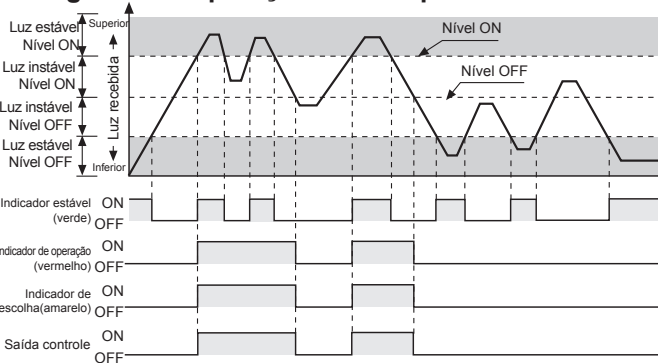 Luz estável
Nível ON
Luz instável
Nível ON
Luz instável
Nível OFF
Luz estável
Nível OFF
Superior
Luz recebida
Inferior
Nível ON
Nível OFF
Indicador estável
(verde)
ON
OFF
Indicador de operação
(vermelho)
ON
OFF
Indicador de
escolha(amarelo)
ON
OFF
Saída controle
ON
OFF